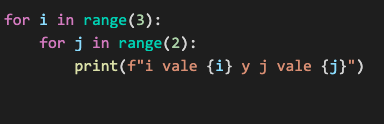 for i in range(3):
    for j in range(2):
        print(f"i vale {i} y j vale {j}")